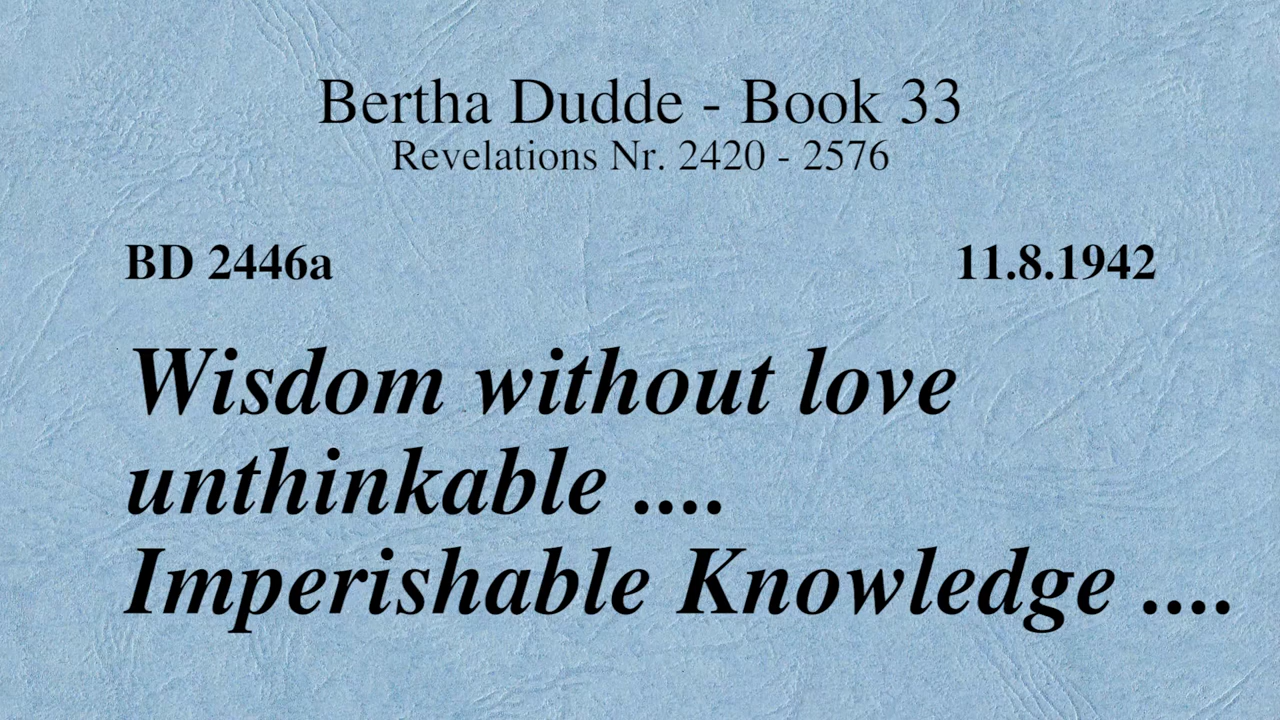 Bertha Dudde - Book 33
Revelations Nr. 2420 - 2576
BD 2446a 11.8.1942
Wisdom without love
unthinkable ....
Imperishable Knowledge ....